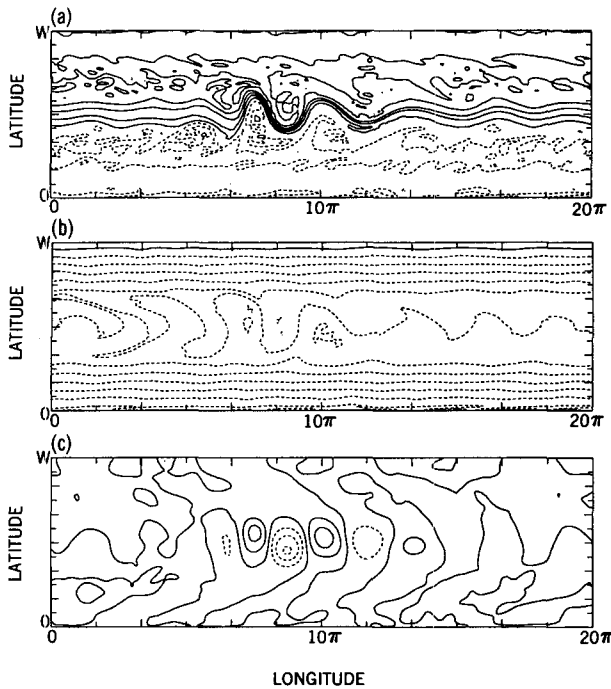 (a)
W
LATITUDE
0
0
10π
20π
(b)
W
LATITUDE
0
0
10π
20π
(c)
W
LATITUDE
0
0
10π
20π
LONGITUDE